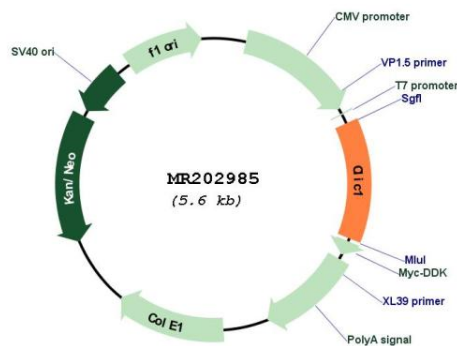 CMV promoter
SV40 ori
f1 ori
VP1.5 primer
T7 promoter
SgfI
Kan/Neo
MR202985
(5.6 kb)
Clic1
MluI
Myc-DDK
XL39 primer
Col E1
PolyA signal